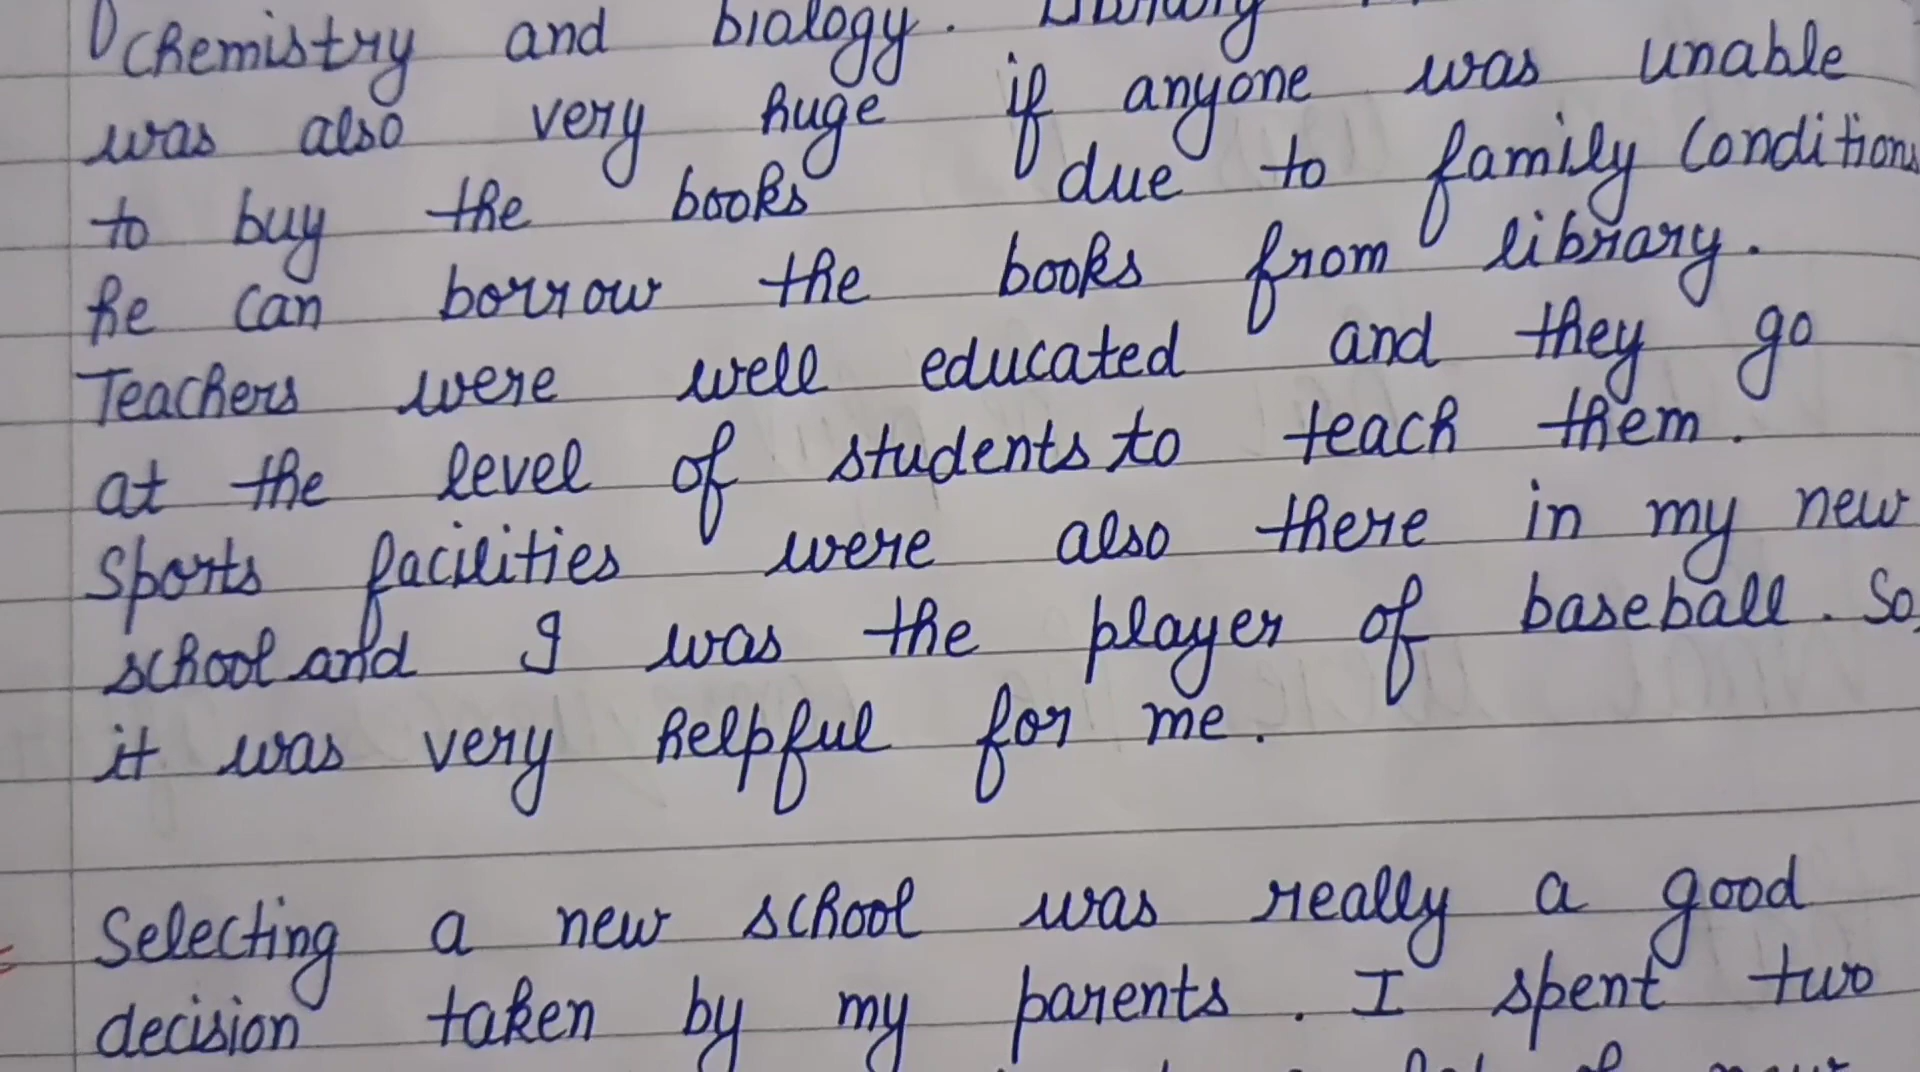 chemistry and biology. Library
was also very huge if anyone was unable
to buy the books due to family conditions
he can borrow the books from library.
Teachers were well educated and they go
at the level of students to teach them.
Sports facilities were also there in my new
school and I was the player of baseball. So,
it was very helpful for me.
Selecting a new school was really a good
decision taken by my parents. I spent two